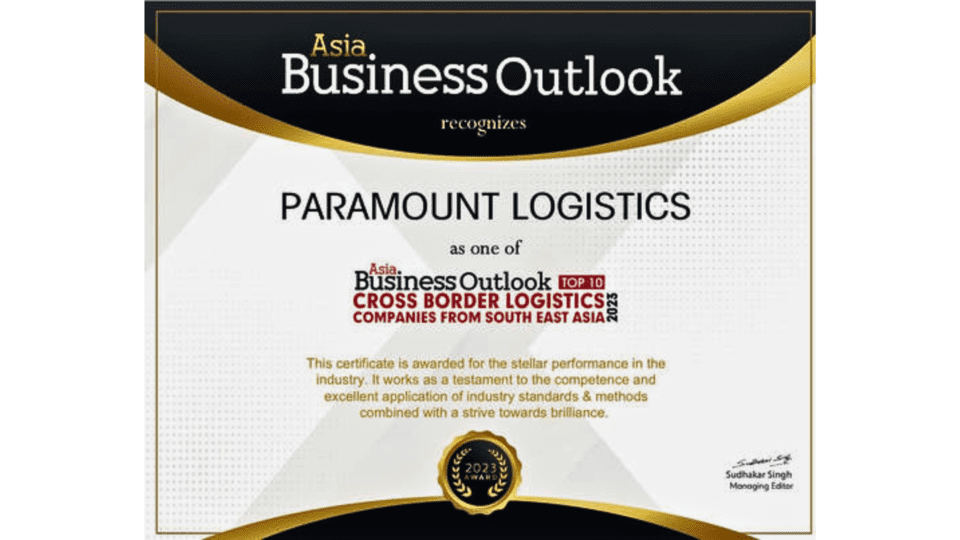 Asia
Business Outlook
recognizes
PARAMOUNT LOGISTICS
as one of
Asia
Business Outlook TOP 10
CROSS BORDER LOGISTICS
COMPANIES FROM SOUTH EAST ASIA
2023
This certificate is awarded for the stellar performance in the
industry. It works as a testament to the competence and
excellent application of industry standards & methods
combined with a strive towards brilliance.
2023
AWARD
Sudhakar Singh
Managing Editor